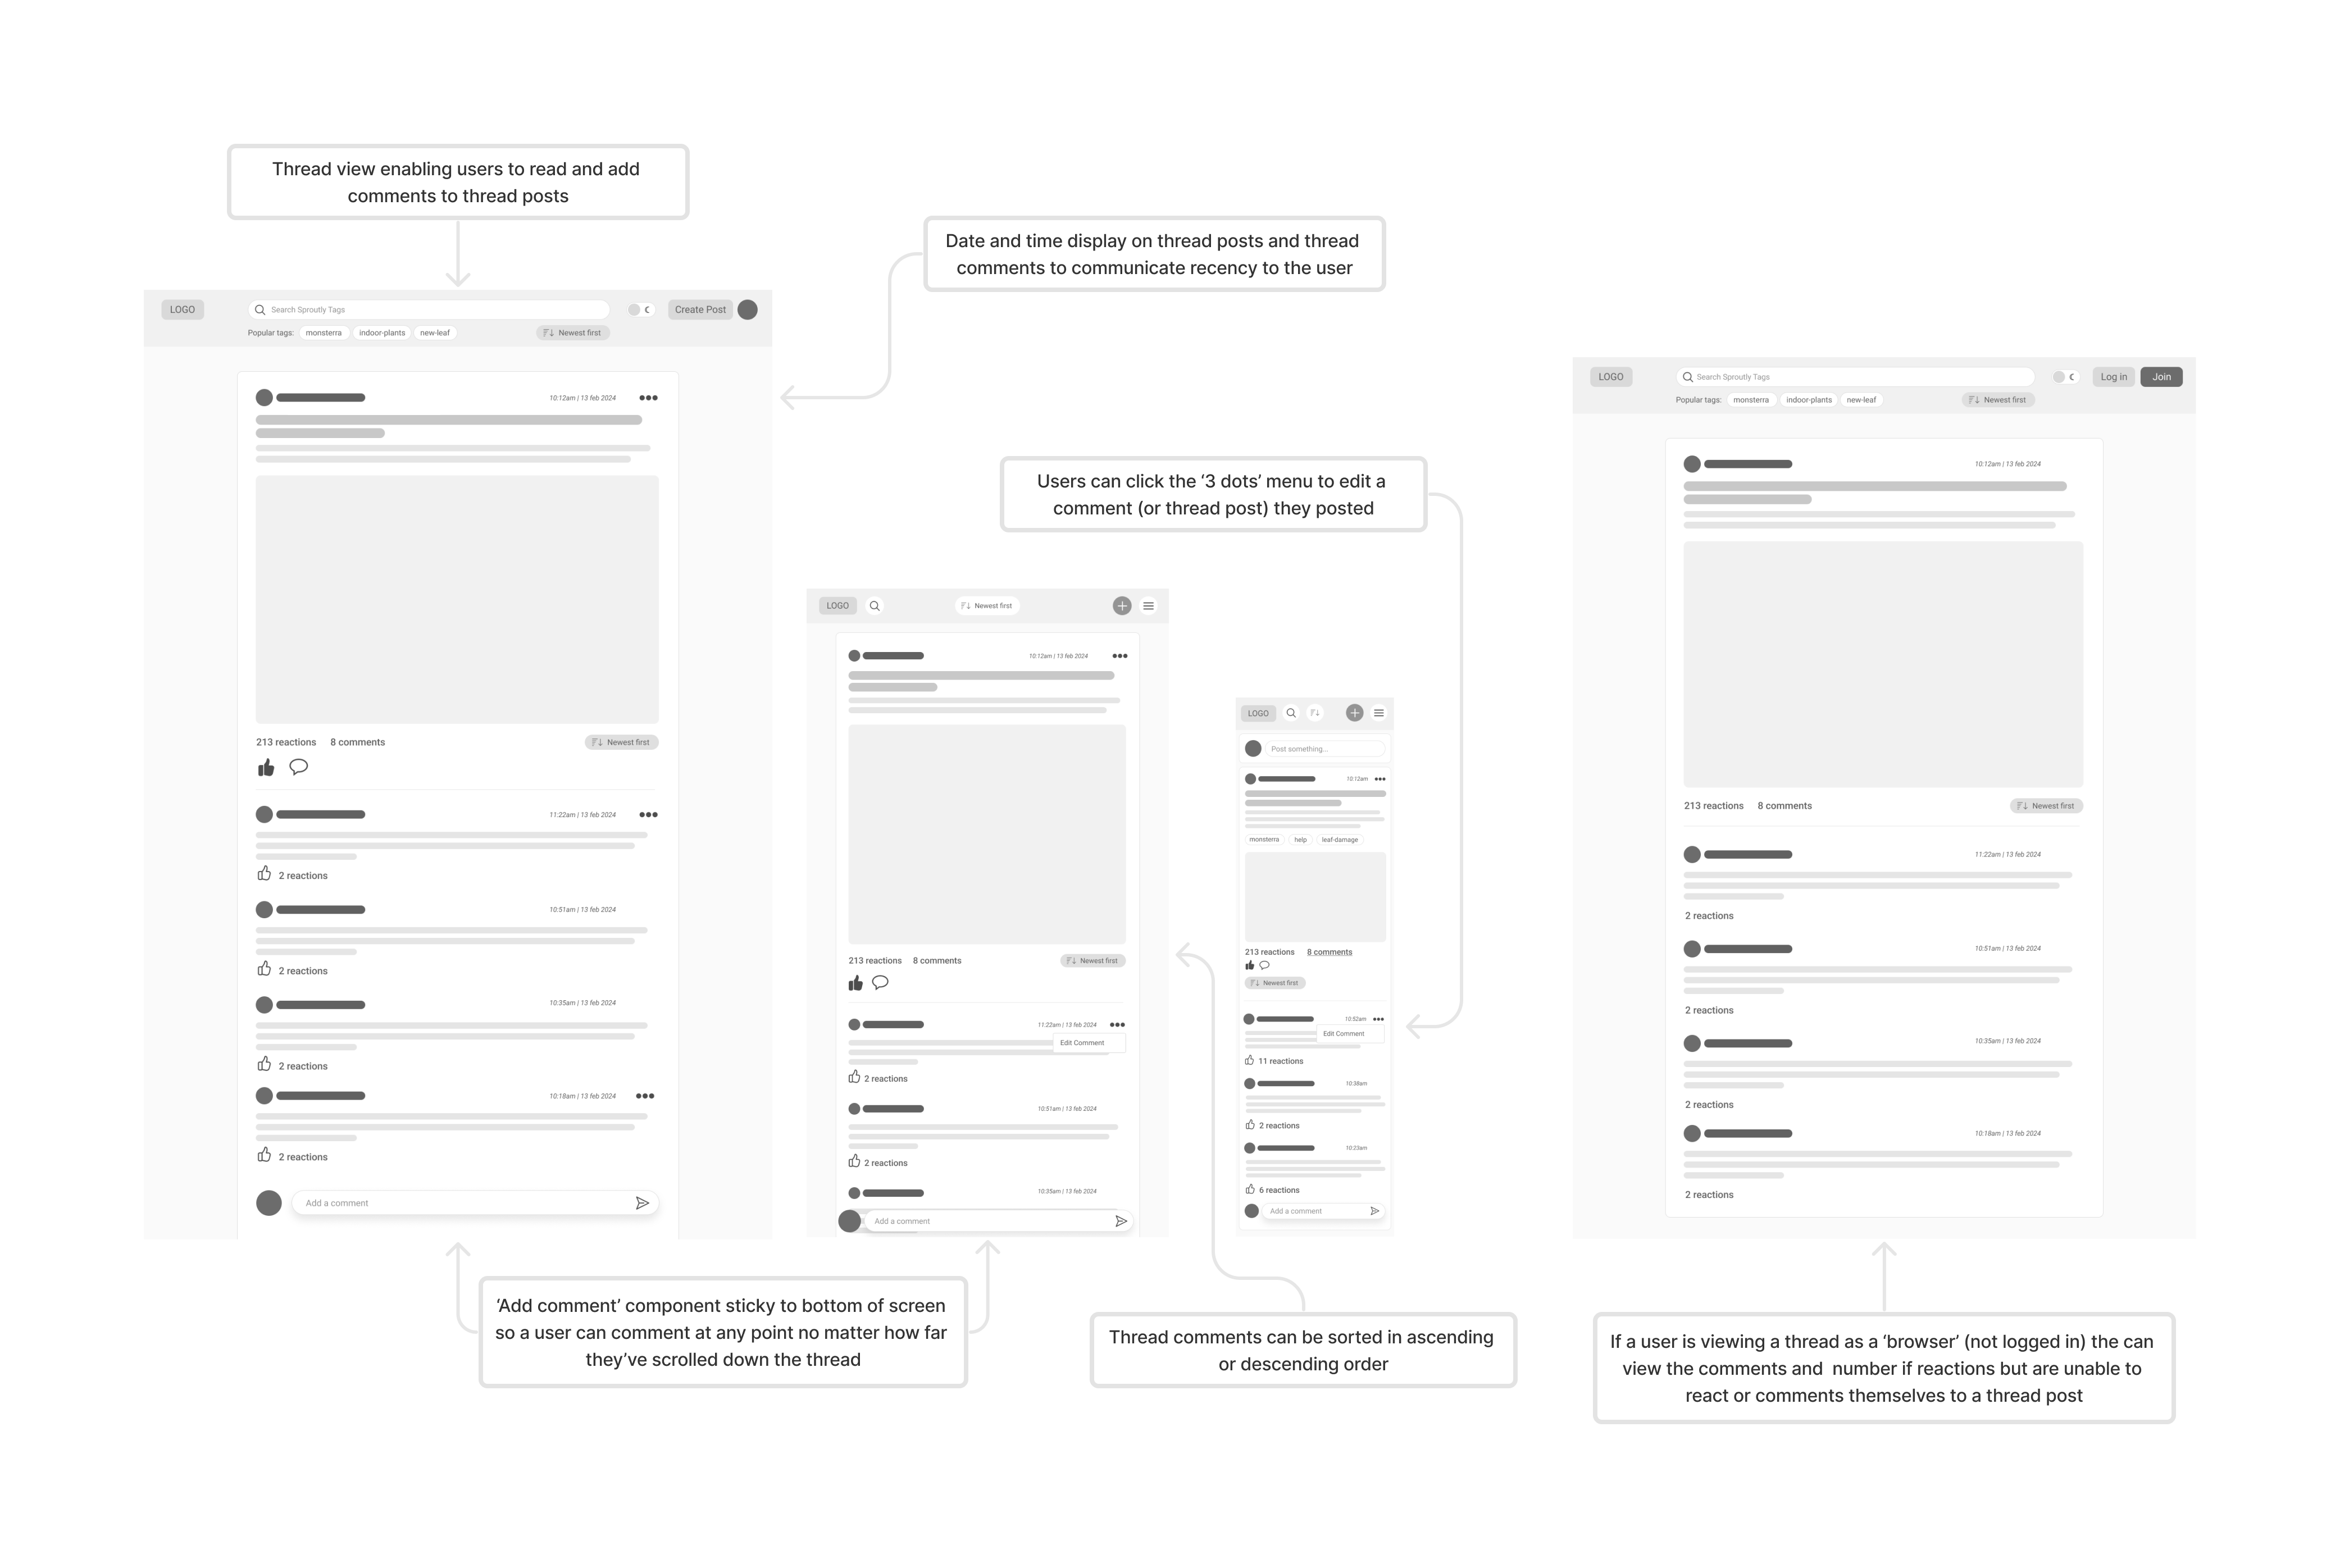 Thread view enabling users to read and add
comments to thread posts
Date and time display on thread posts and thread
comments to communicate recency to the user
Users can click the ‘3 dots’ menu to edit a
comment (or thread post) they posted
LOGO
Search Sproutly Tags
Create Post
Popular tags: monsterra indoor-plants new-leaf
Newest first
10:12am | 13 feb 2024
213 reactions 8 comments
Newest first
11:22am | 13 feb 2024
2 reactions
10:51am | 13 feb 2024
2 reactions
10:35am | 13 feb 2024
2 reactions
10:18am | 13 feb 2024
2 reactions
Add a comment
LOGO
Newest first
10:12am | 13 feb 2024
213 reactions 8 comments
Newest first
11:22am | 13 feb 2024
Edit Comment
2 reactions
10:51am | 13 feb 2024
2 reactions
10:35am | 13 feb 2024
Add a comment
LOGO
Post something...
10:12am
monsterra help leaf-damage
213 reactions 8 comments
Newest first
10:52am
Edit Comment
11 reactions
10:38am
2 reactions
10:23am
6 reactions
Add a comment
LOGO
Search Sproutly Tags
Log in
Join
Popular tags: monsterra indoor-plants new-leaf
Newest first
10:12am | 13 feb 2024
213 reactions 8 comments
Newest first
11:22am | 13 feb 2024
2 reactions
10:51am | 13 feb 2024
2 reactions
10:35am | 13 feb 2024
2 reactions
10:18am | 13 feb 2024
2 reactions
‘Add comment’ component sticky to bottom of screen
so a user can comment at any point no matter how far
they’ve scrolled down the thread
Thread comments can be sorted in ascending
or descending order
If a user is viewing a thread as a ‘browser’ (not logged in) the can
view the comments and number if reactions but are unable to
react or comments themselves to a thread post